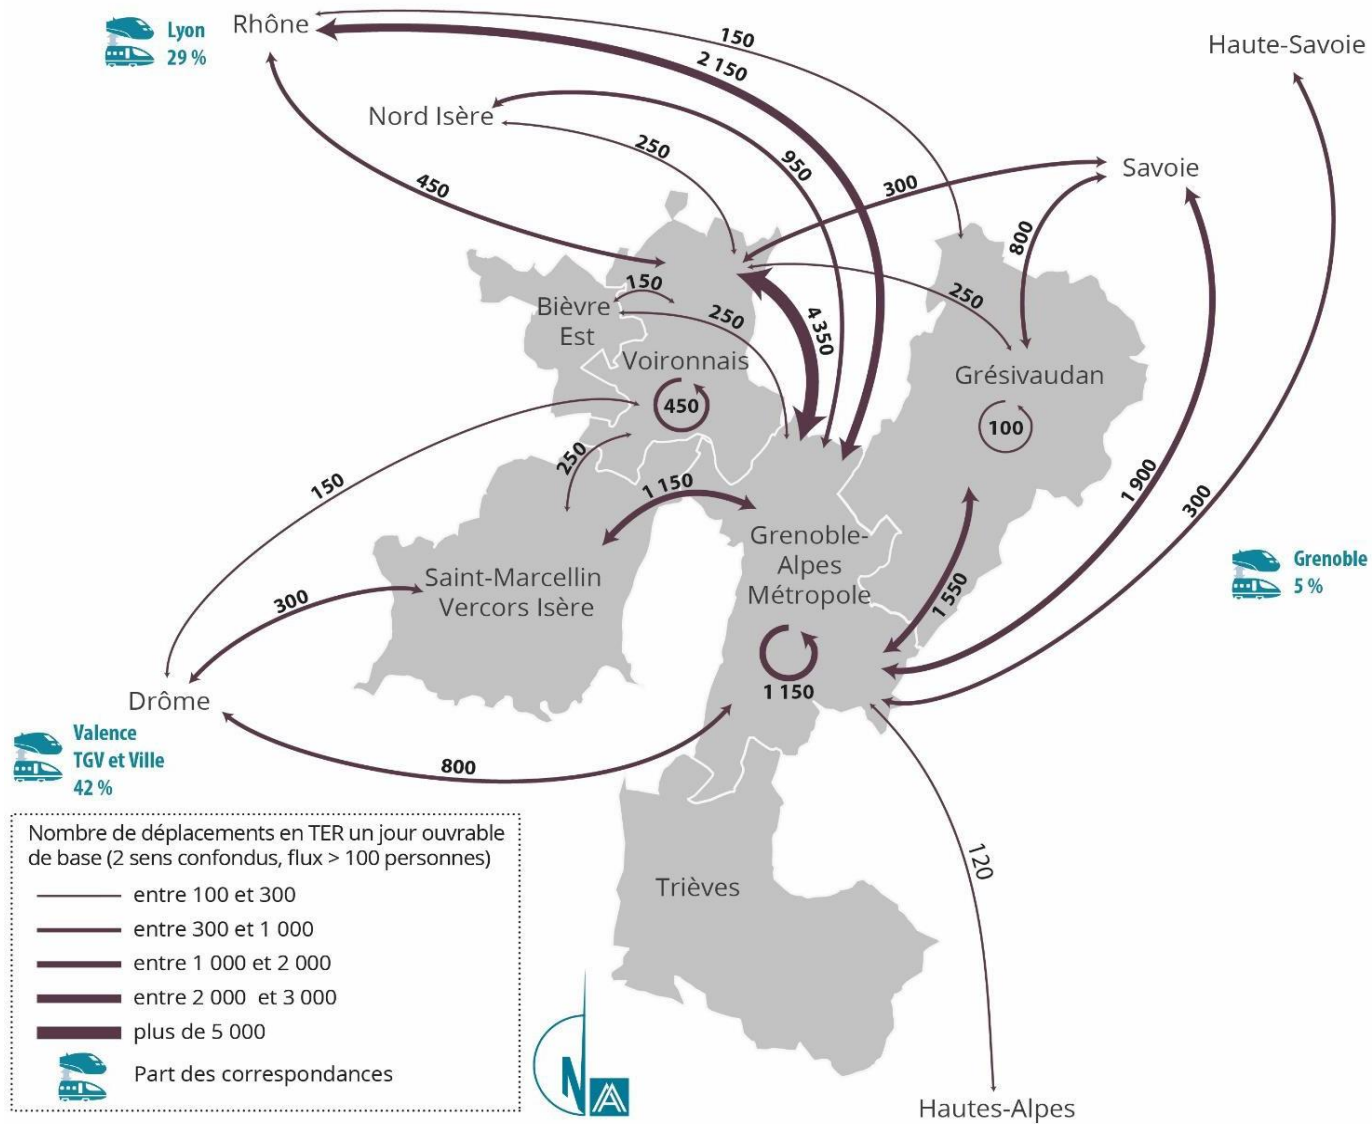 Lyon
29 %
Rhône
Haute-Savoie
150
2 150
Nord Isère
250
950
450
300
Savoie
800
150
Bièvre
Est
250
4 350
250
Voironnais
450
Grésivaudan
100
250
1 150
150
1 900
300
Grenoble-
Alpes
Métropole
Saint-Marcellin
Vercors Isère
300
1 550
Grenoble
5 %
1 150
Drôme
Valence
TGV et Ville
42 %
800
Nombre de déplacements en TER un jour ouvrable
de base (2 sens confondus, flux > 100 personnes)
entre 100 et 300
entre 300 et 1 000
entre 1 000 et 2 000
entre 2 000 et 3 000
plus de 5 000
Part des correspondances
Trièves
120
N
Hautes-Alpes